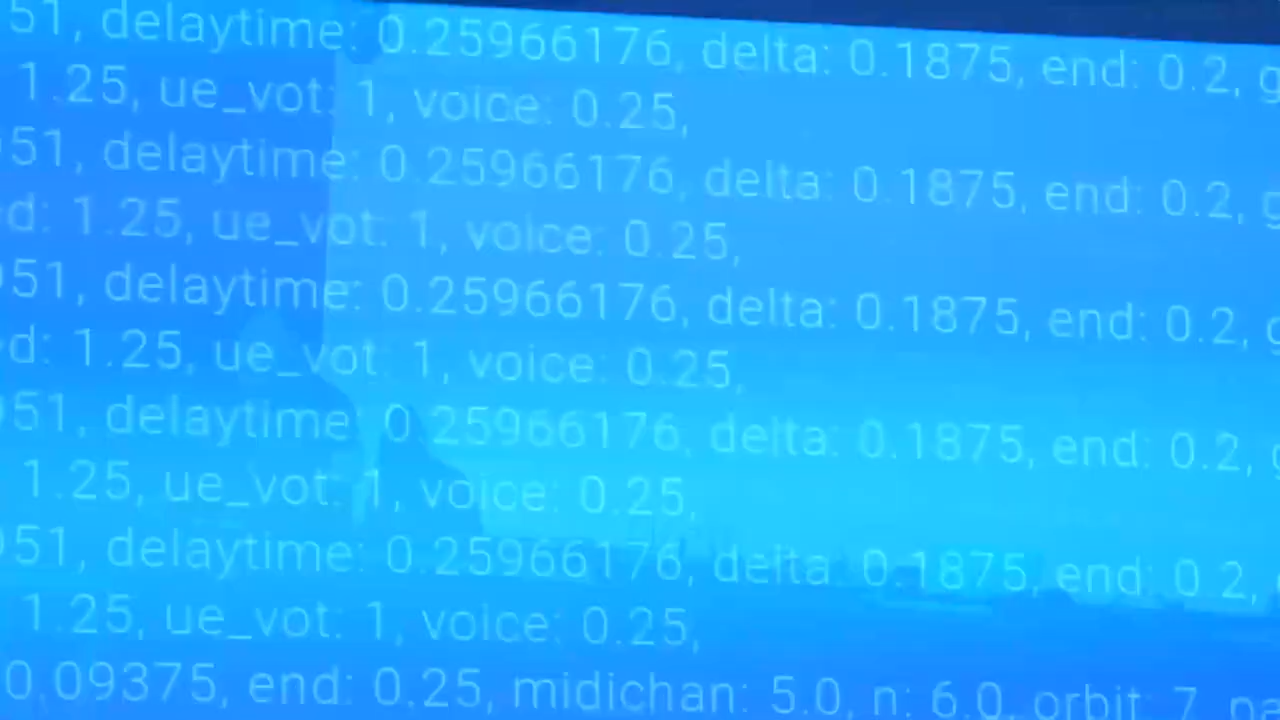 51, delaytime: 0.25966176, delta: 0.1875, end: 0.2, g
1.25, ue_vot: 1, voice: 0.25,
51, delaytime: 0.25966176, delta: 0.1875, end: 0.2, g
d: 1.25, ue_vot: 1, voice: 0.25,
951, delaytime: 0.25966176, delta: 0.1875, end: 0.2, g
d: 1.25, ue_vot: 1, voice: 0.25,
951, delaytime: 0.25966176, delta: 0.1875, end: 0.2, g
1.25, ue_vot: 1, voice: 0.25,
951, delaytime: 0.25966176, delta: 0.1875, end: 0.2,
1.25, ue_vot: 1, voice: 0.25,
0.09375, end: 0.25, midichan: 5.0, n: 6.0, orbit: 7, pa